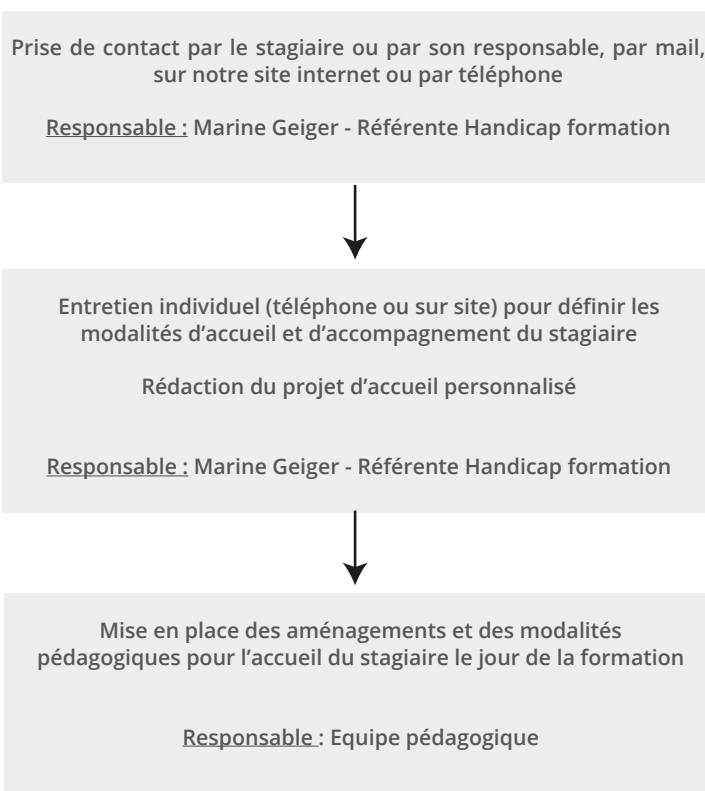 Prise de contact par le stagiaire ou par son responsable, par mail,
sur notre site internet ou par téléphone
Responsable : Marine Geiger - Référente Handicap formation
Entretien individuel (téléphone ou sur site) pour définir les
modalités d’accueil et d’accompagnement du stagiaire
Rédaction du projet d’accueil personnalisé
Responsable : Marine Geiger - Référente Handicap formation
Mise en place des aménagements et des modalités
pédagogiques pour l’accueil du stagiaire le jour de la formation
Responsable : Equipe pédagogique